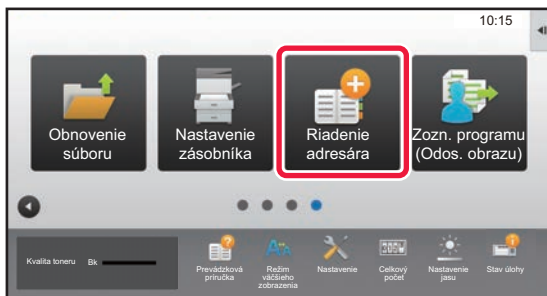 10:15
Obnovenie
súboru
Nastavenie
zásobníka
Riadenie
adresára
Zozn. programu
(Odos. obrazu)
Kvalita toneru Bk
Prevádzková
príručka
Režim
väčšieho
zobrazenia
Nastavenie
Celkový
počet
Nastavenie
jasu
Stav úlohy